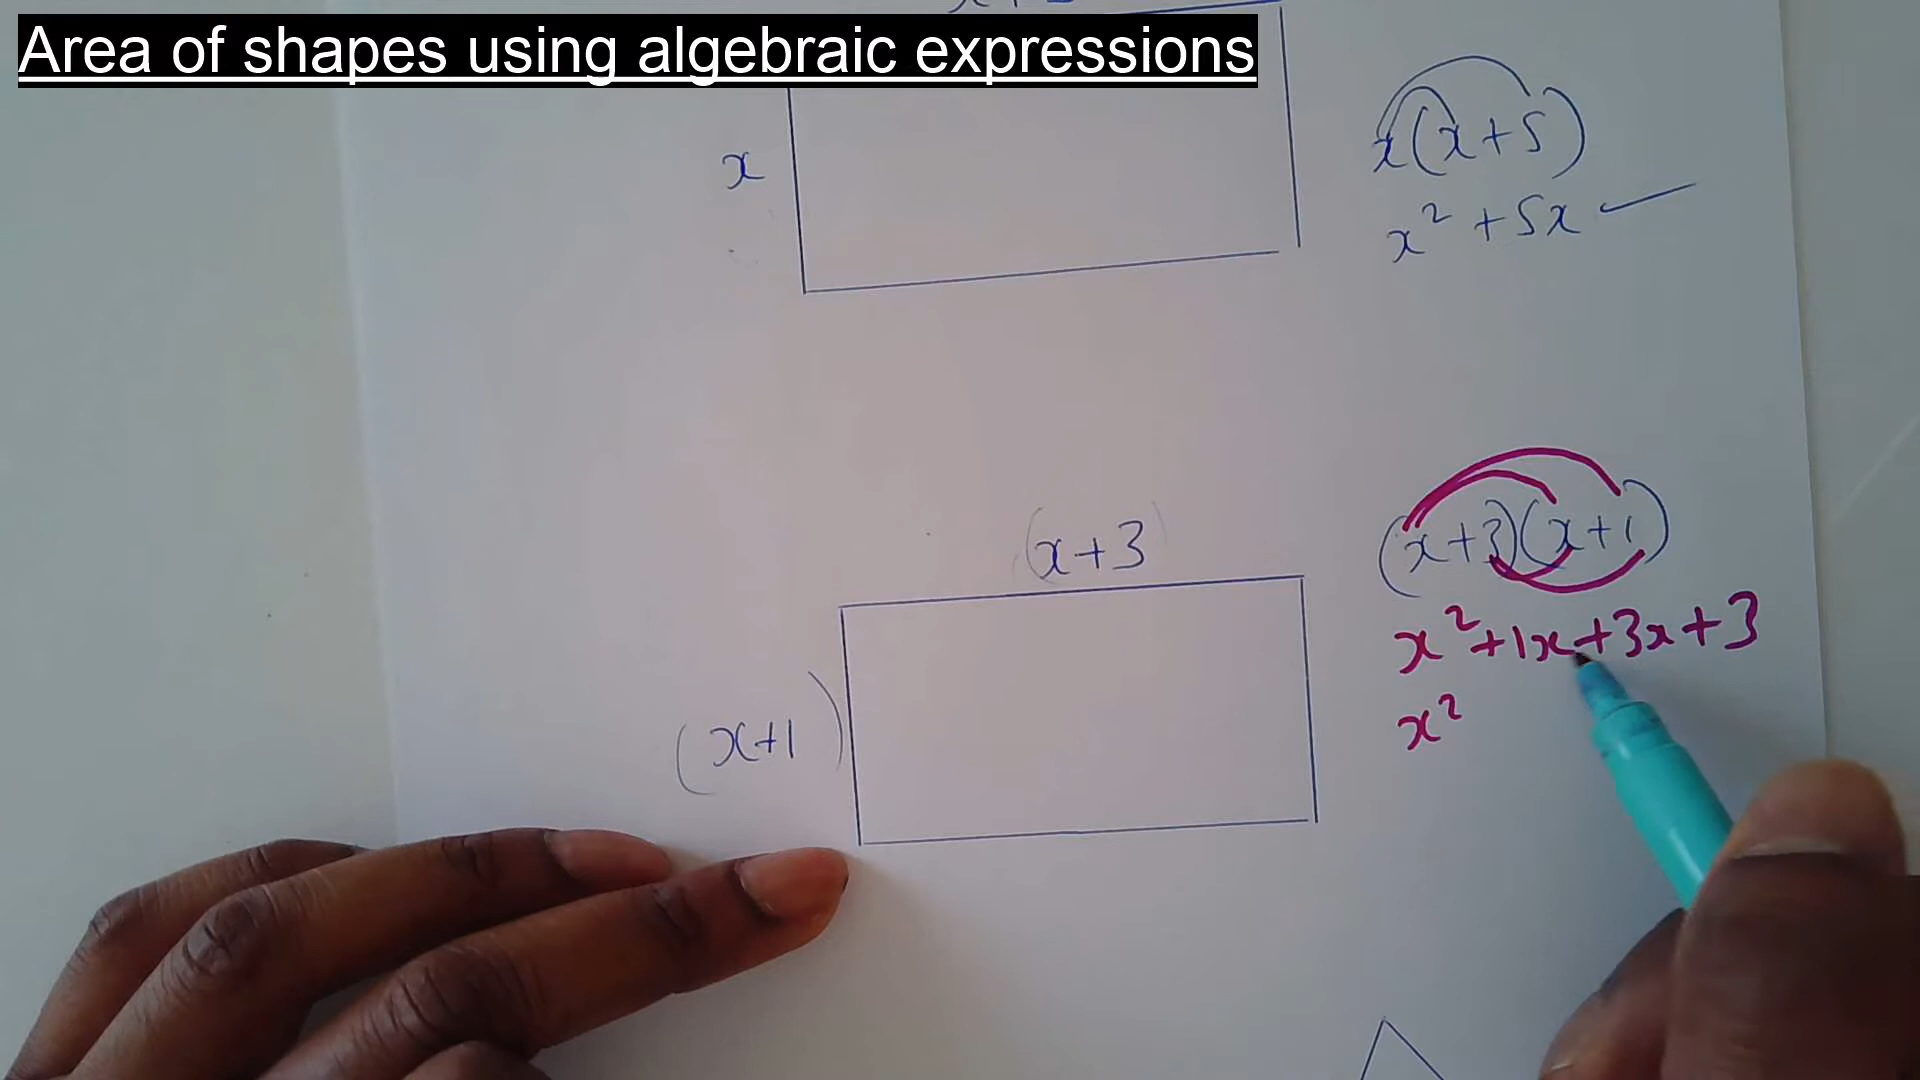 Area of shapes using algebraic expressions
x
x(x+5)
x² + 5x
(x+3)
(x+3)(x+1)
x²+1x+3x+3
(x+1)
x²